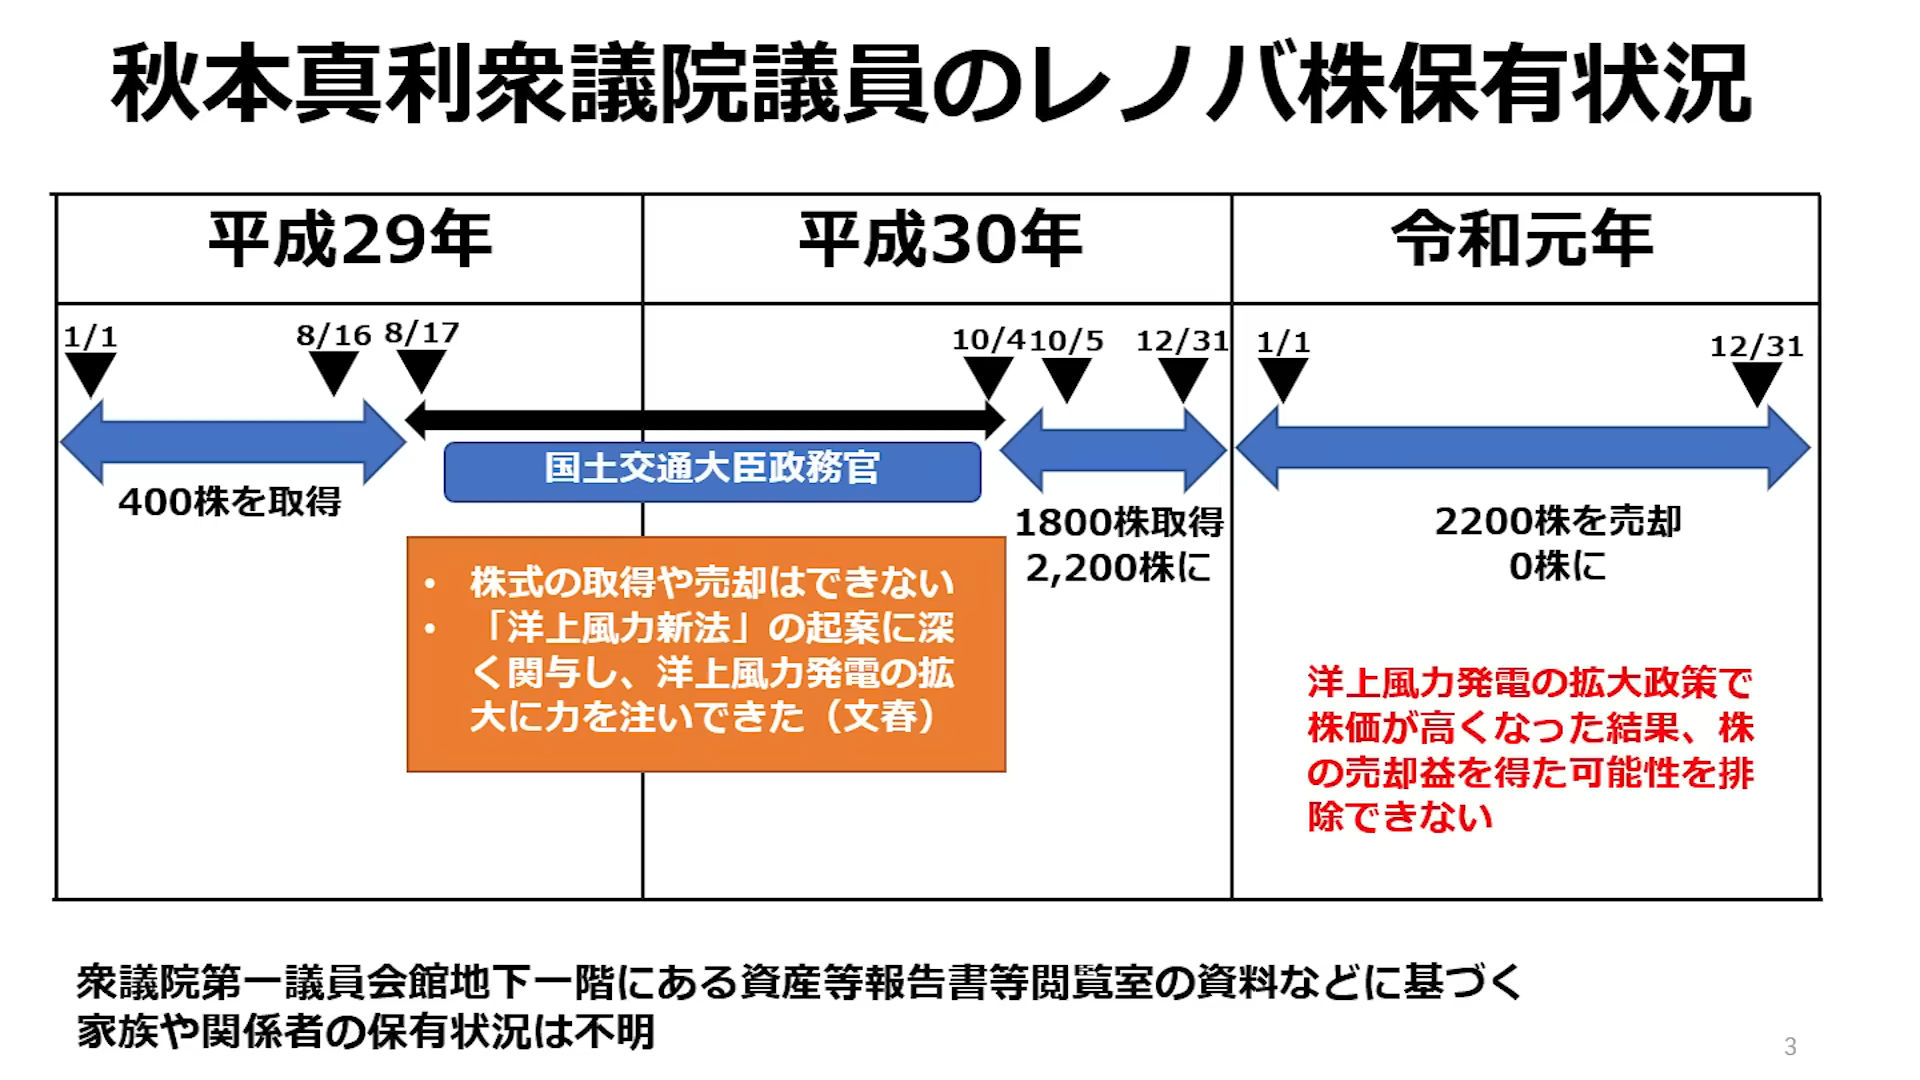 秋本真利衆議院議員のレノバ株保有状況
平成29年
平成30年
令和元年
1/1
8/16
8/17
10/4
10/5
12/31
1/1
12/31
400株を取得
国土交通大臣政務官
1800株取得
2,200株に
2200株を売却
0株に
• 株式の取得や売却はできない
• 「洋上風力新法」の起案に深
く関与し、洋上風力発電の拡
大に力を注いできた（文春）
洋上風力発電の拡大政策で
株価が高くなった結果、株
の売却益を得た可能性を排
除できない
衆議院第一議員会館地下一階にある資産等報告書等閲覧室の資料などに基づく
家族や関係者の保有状況は不明
3